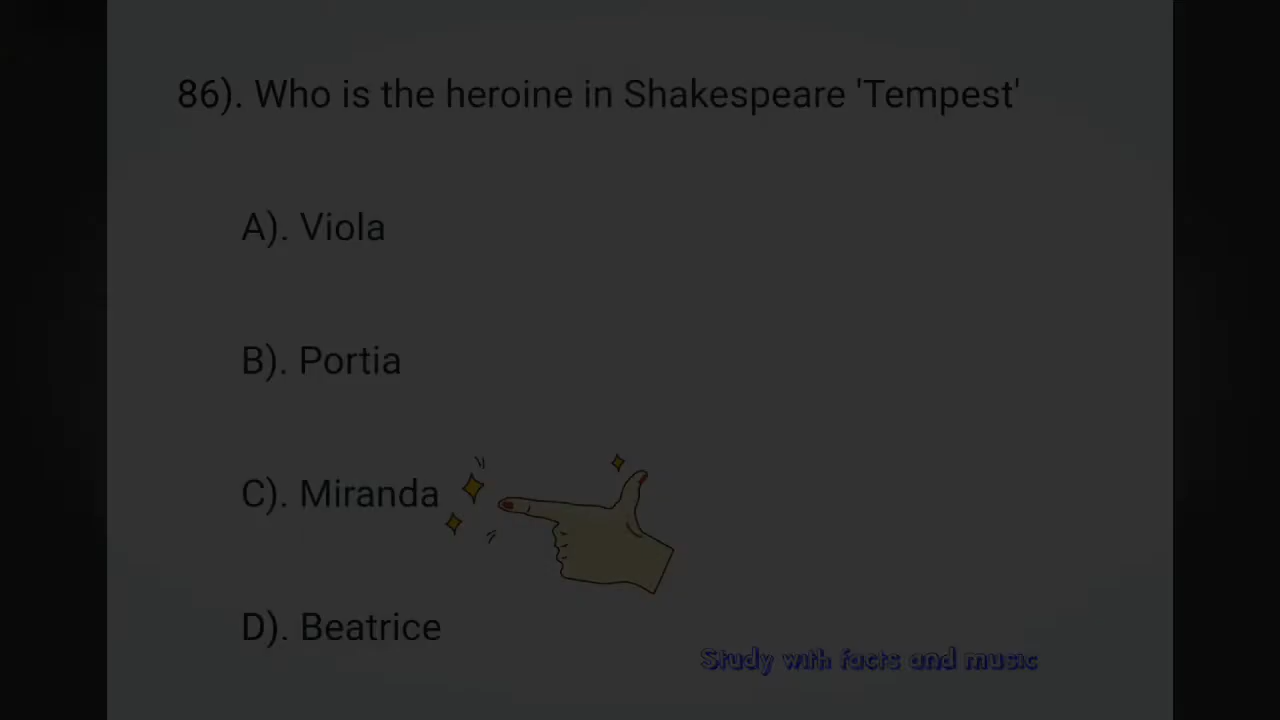 86). Who is the heroine in Shakespeare 'Tempest'
A). Viola
B). Portia
C). Miranda
D). Beatrice
Study with facts and music